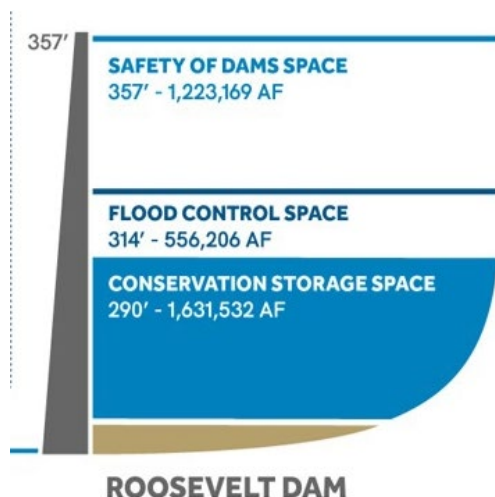 357′
SAFETY OF DAMS SPACE
357′ - 1,223,169 AF
FLOOD CONTROL SPACE
314′ - 556,206 AF
CONSERVATION STORAGE SPACE
290′ - 1,631,532 AF
ROOSEVELT DAM